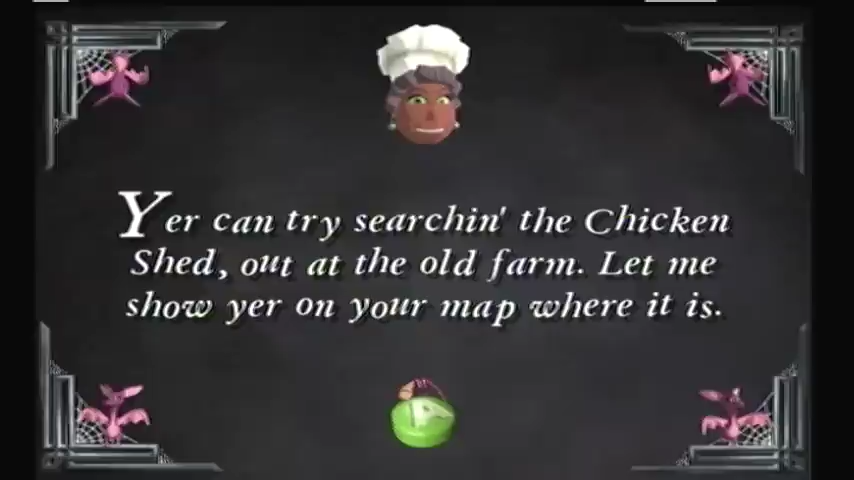 Yer can try searchin' the Chicken
Shed, out at the old farm. Let me
show yer on your map where it is.
A